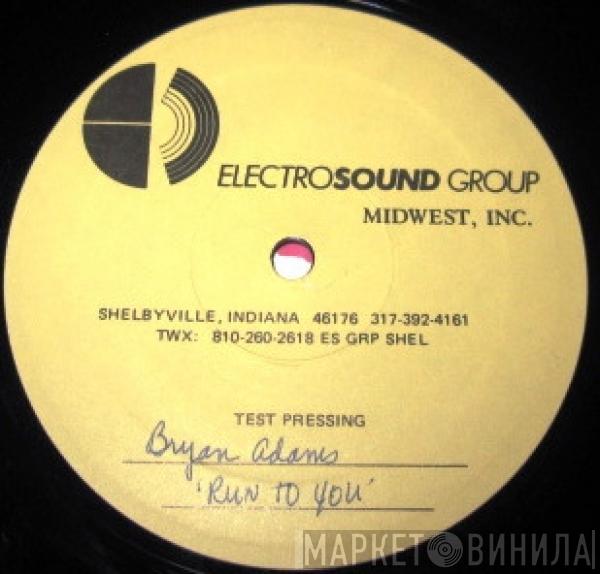 ELECTROSOUND GROUP
MIDWEST, INC.
SHELBYVILLE, INDIANA 46176 317-392-4161
TWX: 810-260-2618 ES GRP SHEL
TEST PRESSING
Bryan Adams
'RUN TO YOU'
МАРКЕТ ВИНИЛА